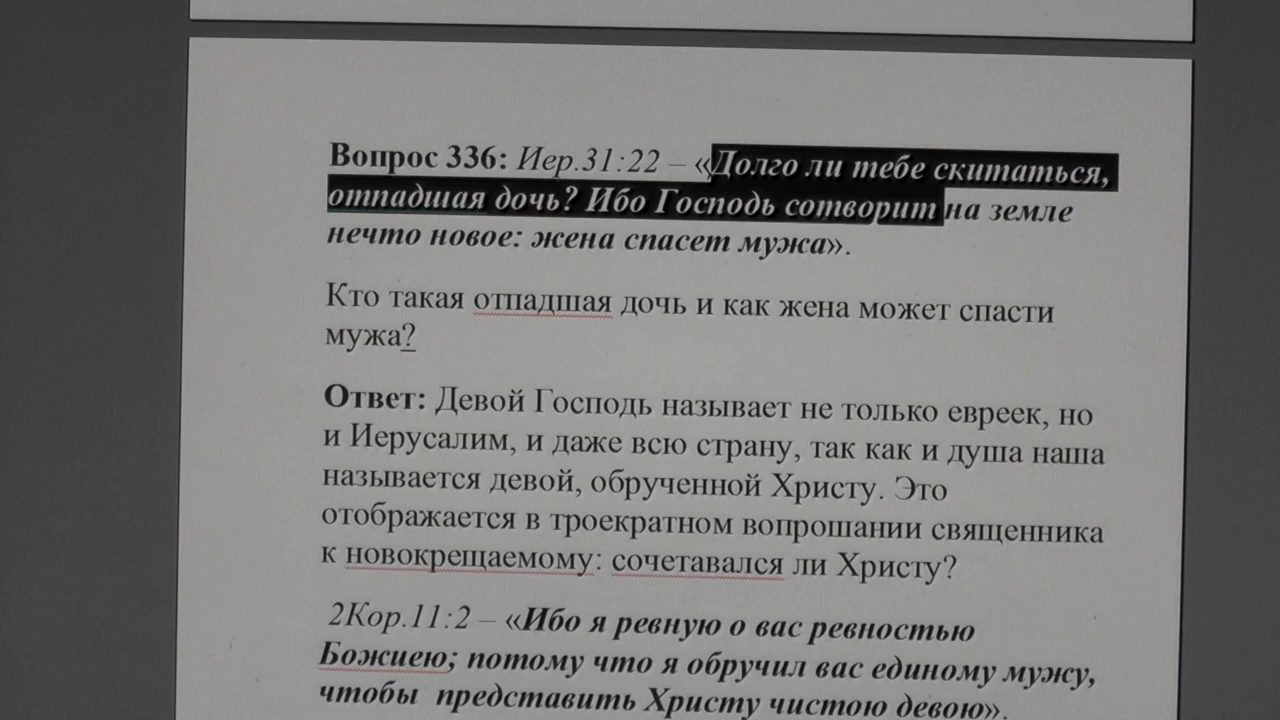 Вопрос 336: Иер.31:22 – «Долго ли тебе скитаться,
отпадшая дочь? Ибо Господь сотворит на земле
нечто новое: жена спасет мужа».
Кто такая отпадшая дочь и как жена может спасти
мужа?
Ответ: Девой Господь называет не только евреек, но
и Иерусалим, и даже всю страну, так как и душа наша
называется девой, обрученной Христу. Это
отображается в троекратном вопрошании священника
к новокрещаемому: сочетавался ли Христу?
2Кор.11:2 – «Ибо я ревную о вас ревностью
Божиею; потому что я обручил вас единому мужу,
чтобы представить Христу чистою девою».